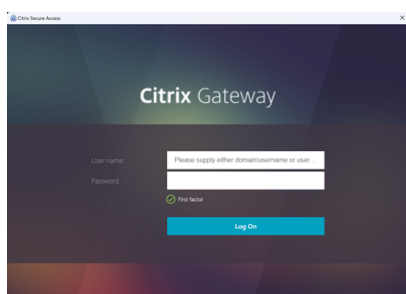 Citrix Secure Access
Citrix Gateway
User name:
Please supply either domain\username or user...
Password:
First factor
Log On